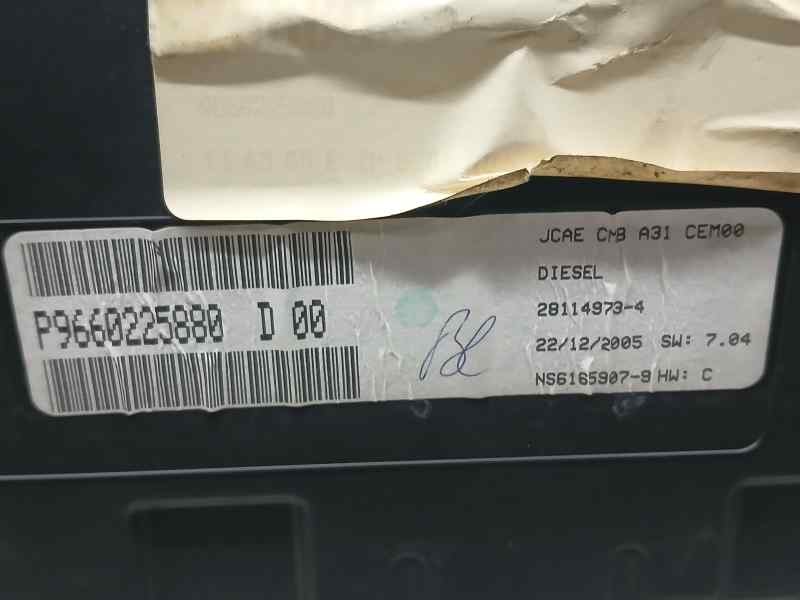 P9660225880 D 00
JCAE CMB A31 CEM00
DIESEL
28114973-4
22/12/2005 SW: 7.04
NS6165907-9 HW: C